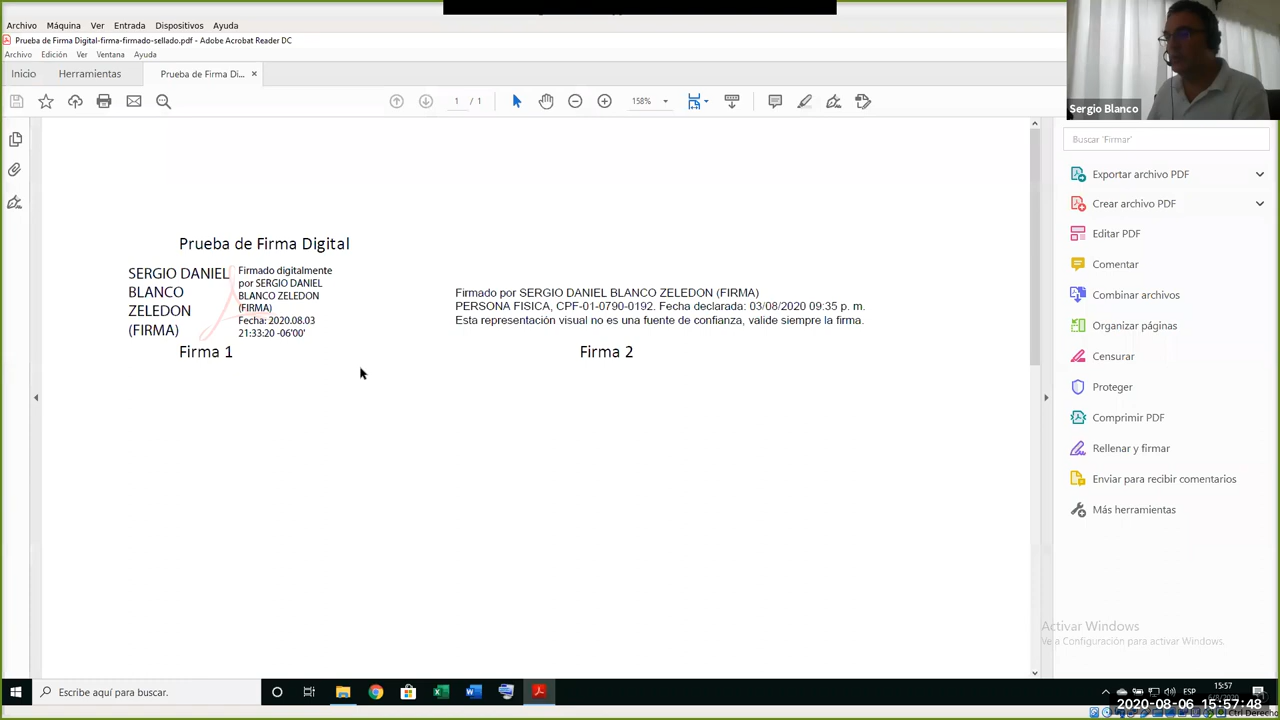 Archivo Máquina Ver Entrada Dispositivos Ayuda
Prueba de Firma Digital-firma-firmado-sellado.pdf - Adobe Acrobat Reader DC
Archivo Edición Ver Ventana Ayuda
Inicio Herramientas Prueba de Firma Di... ×
1 / 1 158%
Sergio Blanco
Buscar 'Firmar'
Exportar archivo PDF
Crear archivo PDF
Editar PDF
Comentar
Combinar archivos
Organizar páginas
Censurar
Proteger
Comprimir PDF
Rellenar y firmar
Enviar para recibir comentarios
Más herramientas
Prueba de Firma Digital
SERGIO DANIEL
BLANCO
ZELEDON
(FIRMA)
Firmado digitalmente
por SERGIO DANIEL
BLANCO ZELEDON
(FIRMA)
Fecha: 2020.08.03
21:33:20 -06'00'
Firma 1
Firmado por SERGIO DANIEL BLANCO ZELEDON (FIRMA)
PERSONA FISICA, CPF-01-0790-0192. Fecha declarada: 03/08/2020 09:35 p. m.
Esta representación visual no es una fuente de confianza, valide siempre la firma.
Firma 2
Activar Windows
Ve a Configuración para activar Windows.
Escribe aquí para buscar.
ESP
15:57
2020-08-06 15:57:48
Ctrl Derecho